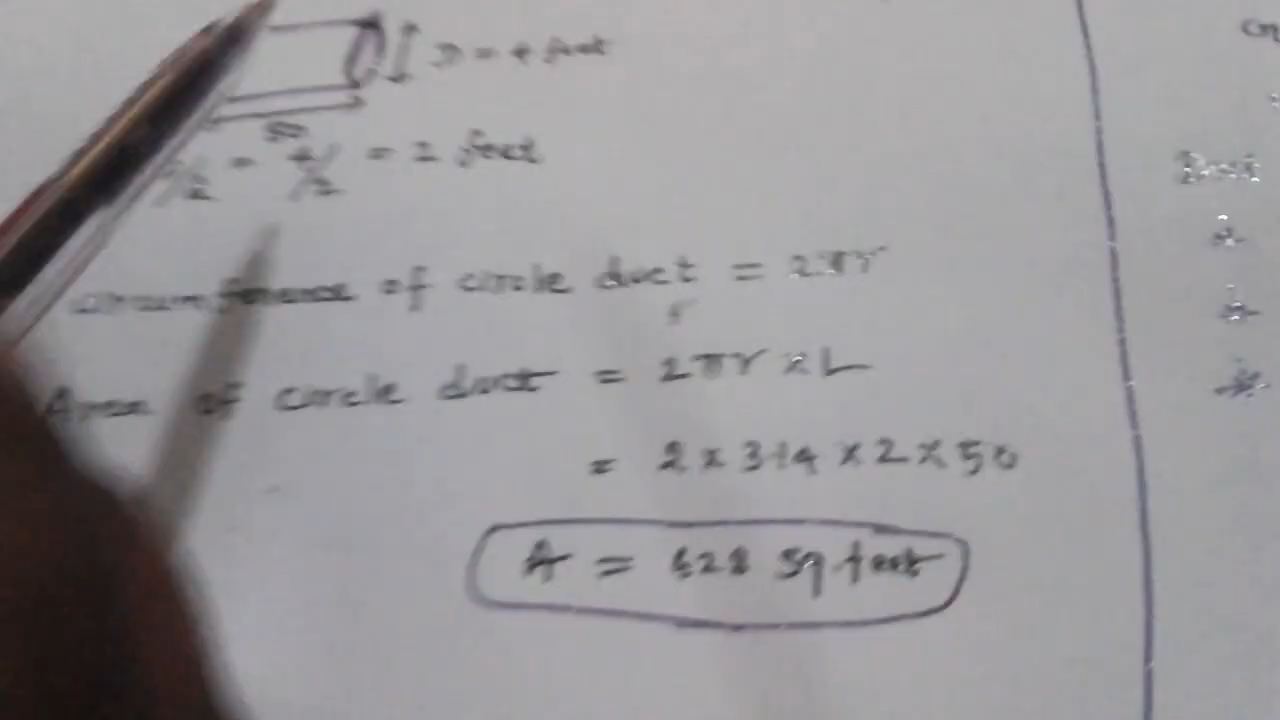 D = 4 feet
50
/2 = 4/2 = 2 feet
circumference of circle duct = 2πr
Area of circle duct = 2πr × L
= 2 × 3.14 × 2 × 50
A = 628 sq feet